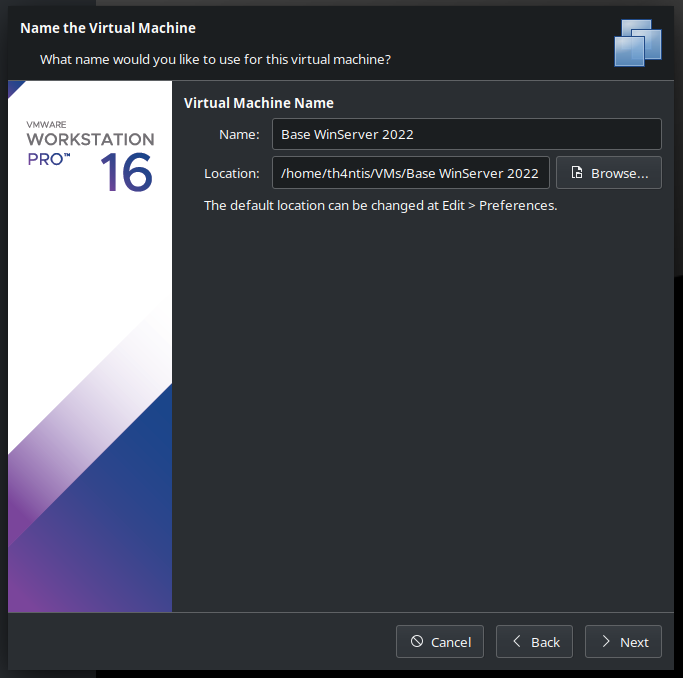 Name the Virtual Machine
What name would you like to use for this virtual machine?
VMWARE
WORKSTATION
PRO™ 16
Virtual Machine Name
Name: Base WinServer 2022
Location: /home/th4ntis/VMs/Base WinServer 2022 Browse...
The default location can be changed at Edit > Preferences.
Cancel Back Next